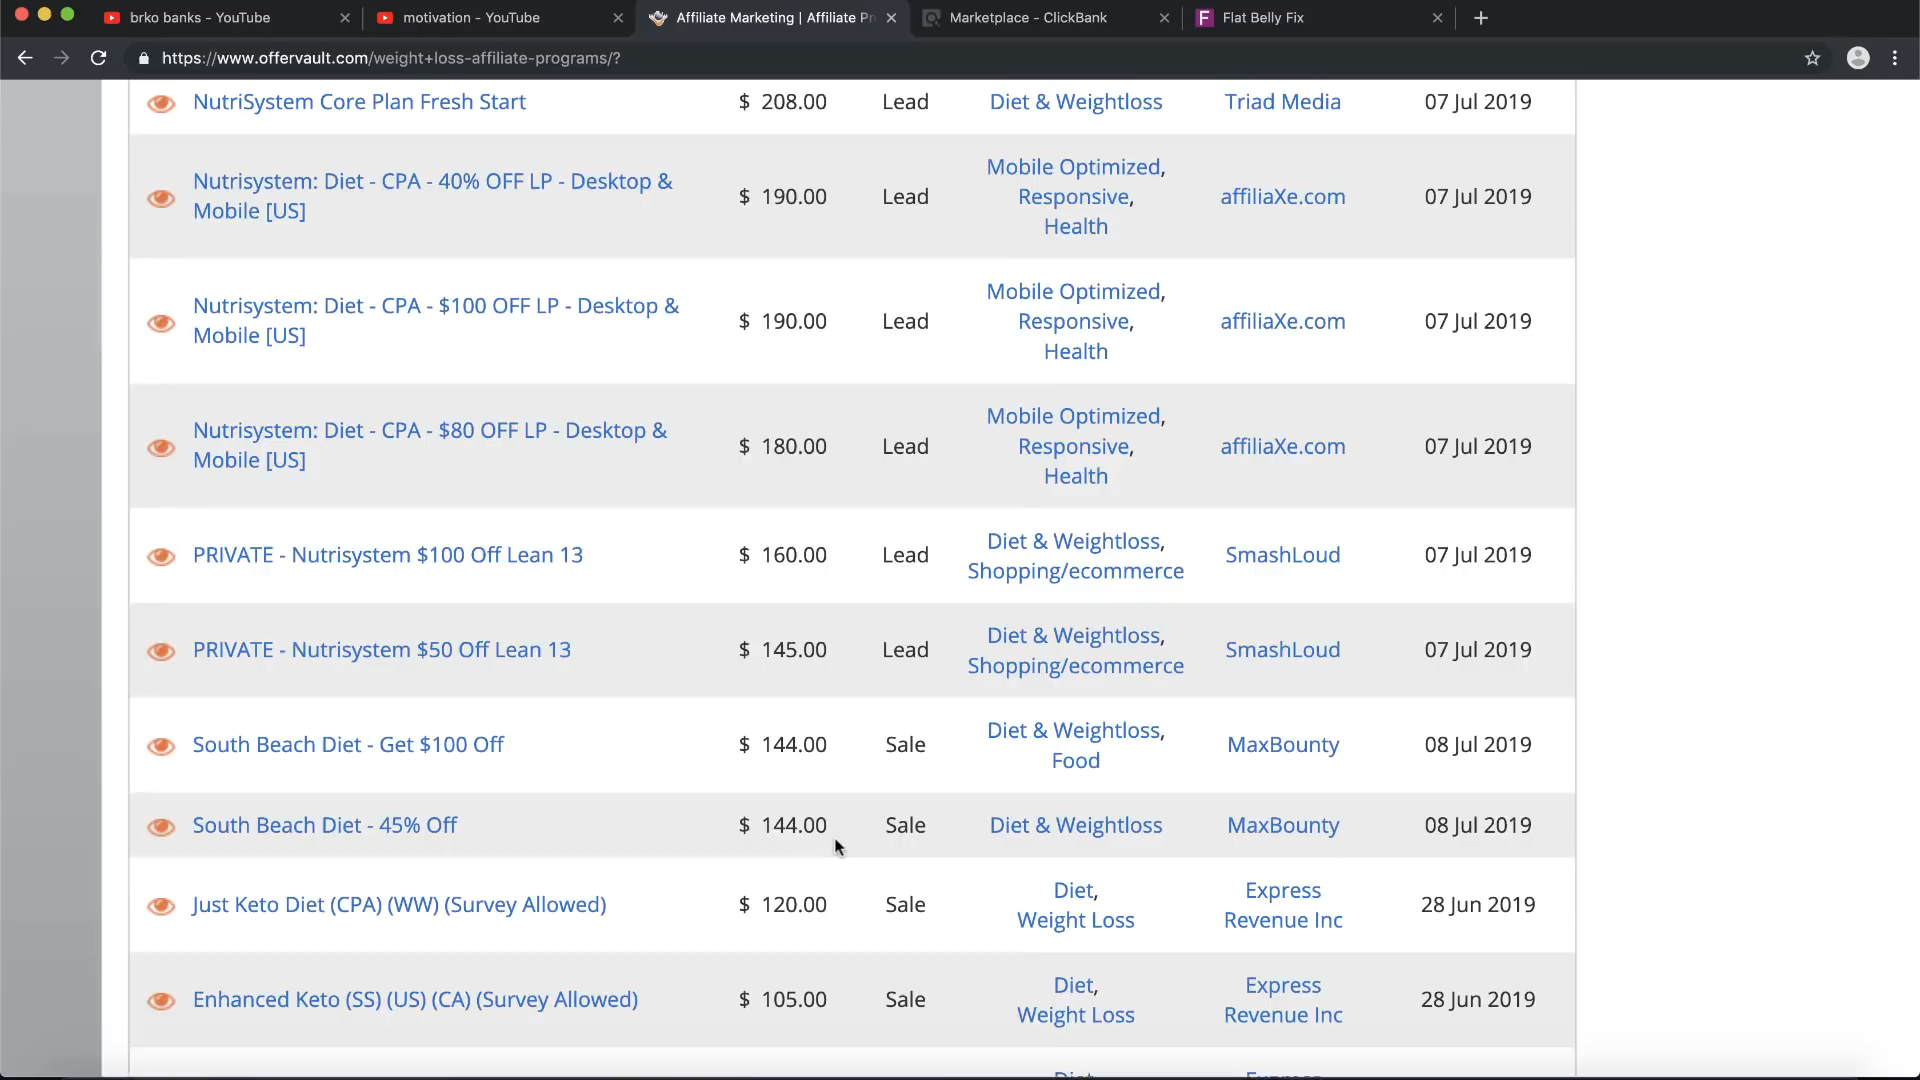 brko banks - YouTube
motivation - YouTube
Affiliate Marketing | Affiliate Pr
Marketplace - ClickBank
Flat Belly Fix
https://www.offervault.com/weight+loss-affiliate-programs/?
NutriSystem Core Plan Fresh Start $ 208.00 Lead Diet & Weightloss Triad Media 07 Jul 2019
Nutrisystem: Diet - CPA - 40% OFF LP - Desktop &
Mobile [US]
$ 190.00 Lead
Mobile Optimized,
Responsive,
Health
affiliaXe.com 07 Jul 2019
Nutrisystem: Diet - CPA - $100 OFF LP - Desktop &
Mobile [US]
$ 190.00 Lead
Mobile Optimized,
Responsive,
Health
affiliaXe.com 07 Jul 2019
Nutrisystem: Diet - CPA - $80 OFF LP - Desktop &
Mobile [US]
$ 180.00 Lead
Mobile Optimized,
Responsive,
Health
affiliaXe.com 07 Jul 2019
PRIVATE - Nutrisystem $100 Off Lean 13 $ 160.00 Lead
Diet & Weightloss,
Shopping/ecommerce
SmashLoud 07 Jul 2019
PRIVATE - Nutrisystem $50 Off Lean 13 $ 145.00 Lead
Diet & Weightloss,
Shopping/ecommerce
SmashLoud 07 Jul 2019
South Beach Diet - Get $100 Off $ 144.00 Sale
Diet & Weightloss,
Food
MaxBounty 08 Jul 2019
South Beach Diet - 45% Off $ 144.00 Sale Diet & Weightloss MaxBounty 08 Jul 2019
Just Keto Diet (CPA) (WW) (Survey Allowed) $ 120.00 Sale
Diet,
Weight Loss
Express
Revenue Inc
28 Jun 2019
Enhanced Keto (SS) (US) (CA) (Survey Allowed) $ 105.00 Sale
Diet,
Weight Loss
Express
Revenue Inc
28 Jun 2019